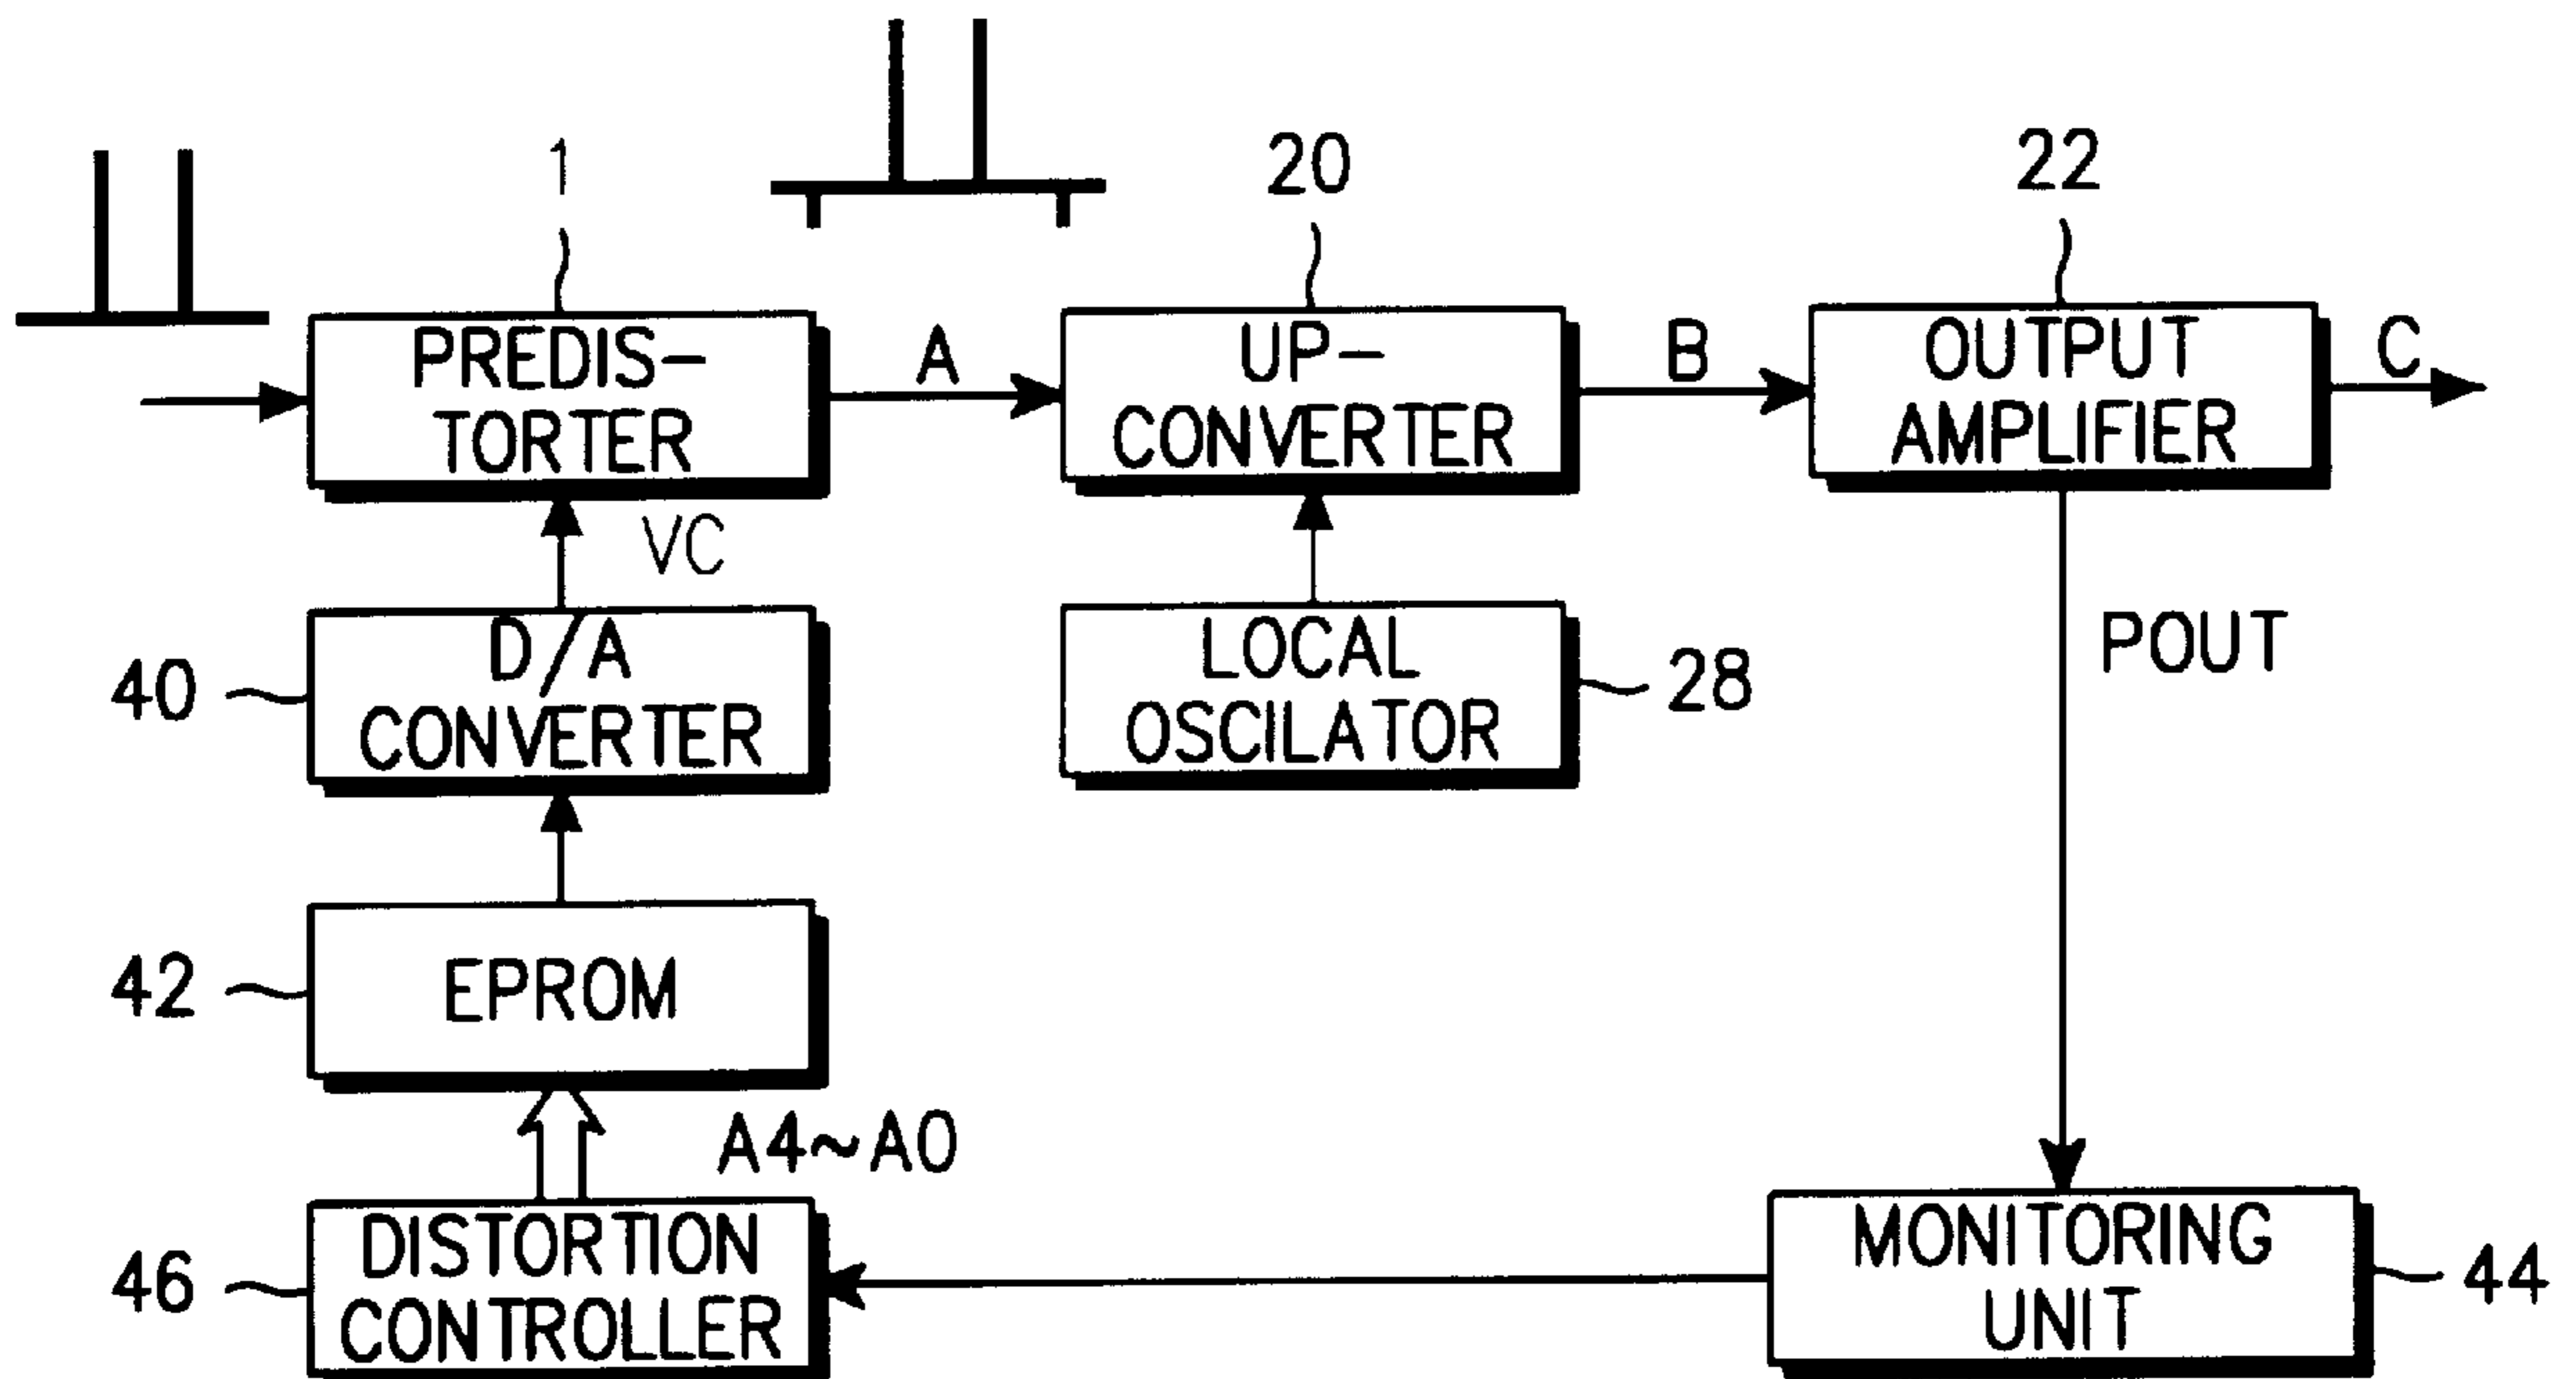 1
20
22
PREDIS-
TORTER
A
UP-
CONVERTER
B
OUTPUT
AMPLIFIER
C
VC
40
D/A
CONVERTER
LOCAL
OSCILATOR
28
POUT
42
EPROM
A4~A0
46
DISTORTION
CONTROLLER
MONITORING
UNIT
44